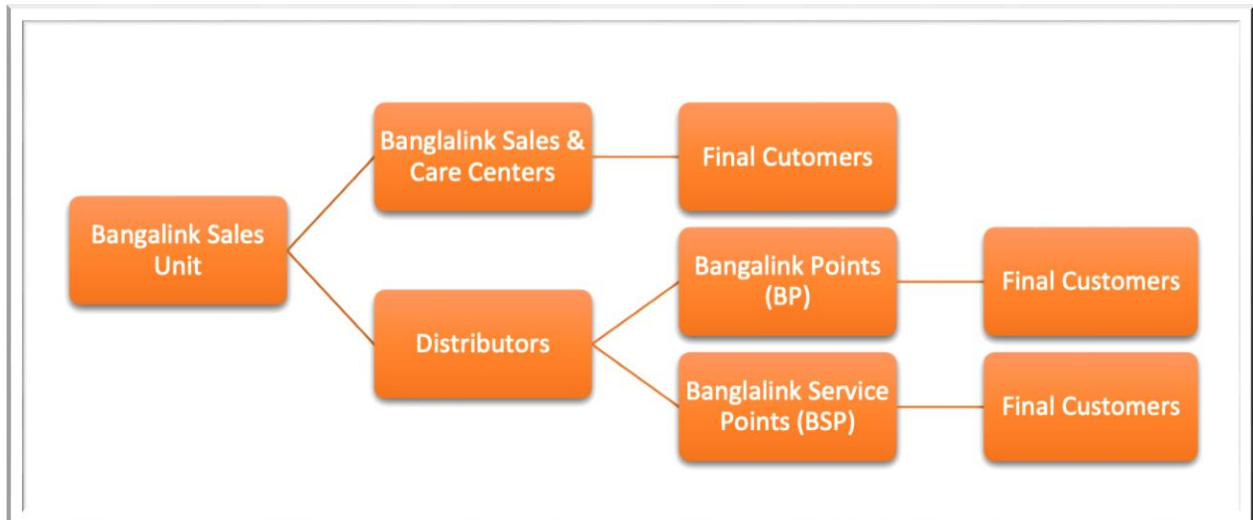 Bangalink Sales
Unit
Banglalink Sales &
Care Centers
Final Cutomers
Distributors
Bangalink Points
(BP)
Final Customers
Banglalink Service
Points (BSP)
Final Customers